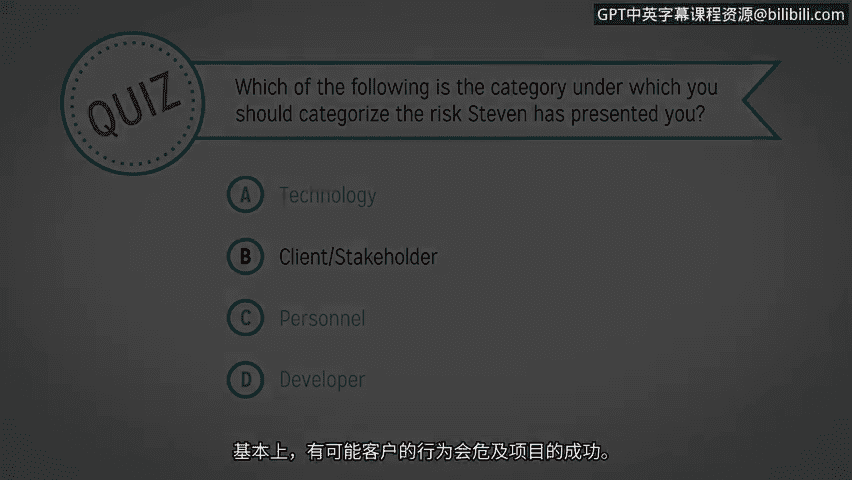 GPT中英字幕课程资源@bilibili.com
QUIZ
Which of the following is the category under which you
should categorize the risk Steven has presented you?
A Technology
B Client/Stakeholder
C Personnel
D Developer
基本上，有可能客户的行为会危及项目的成功。